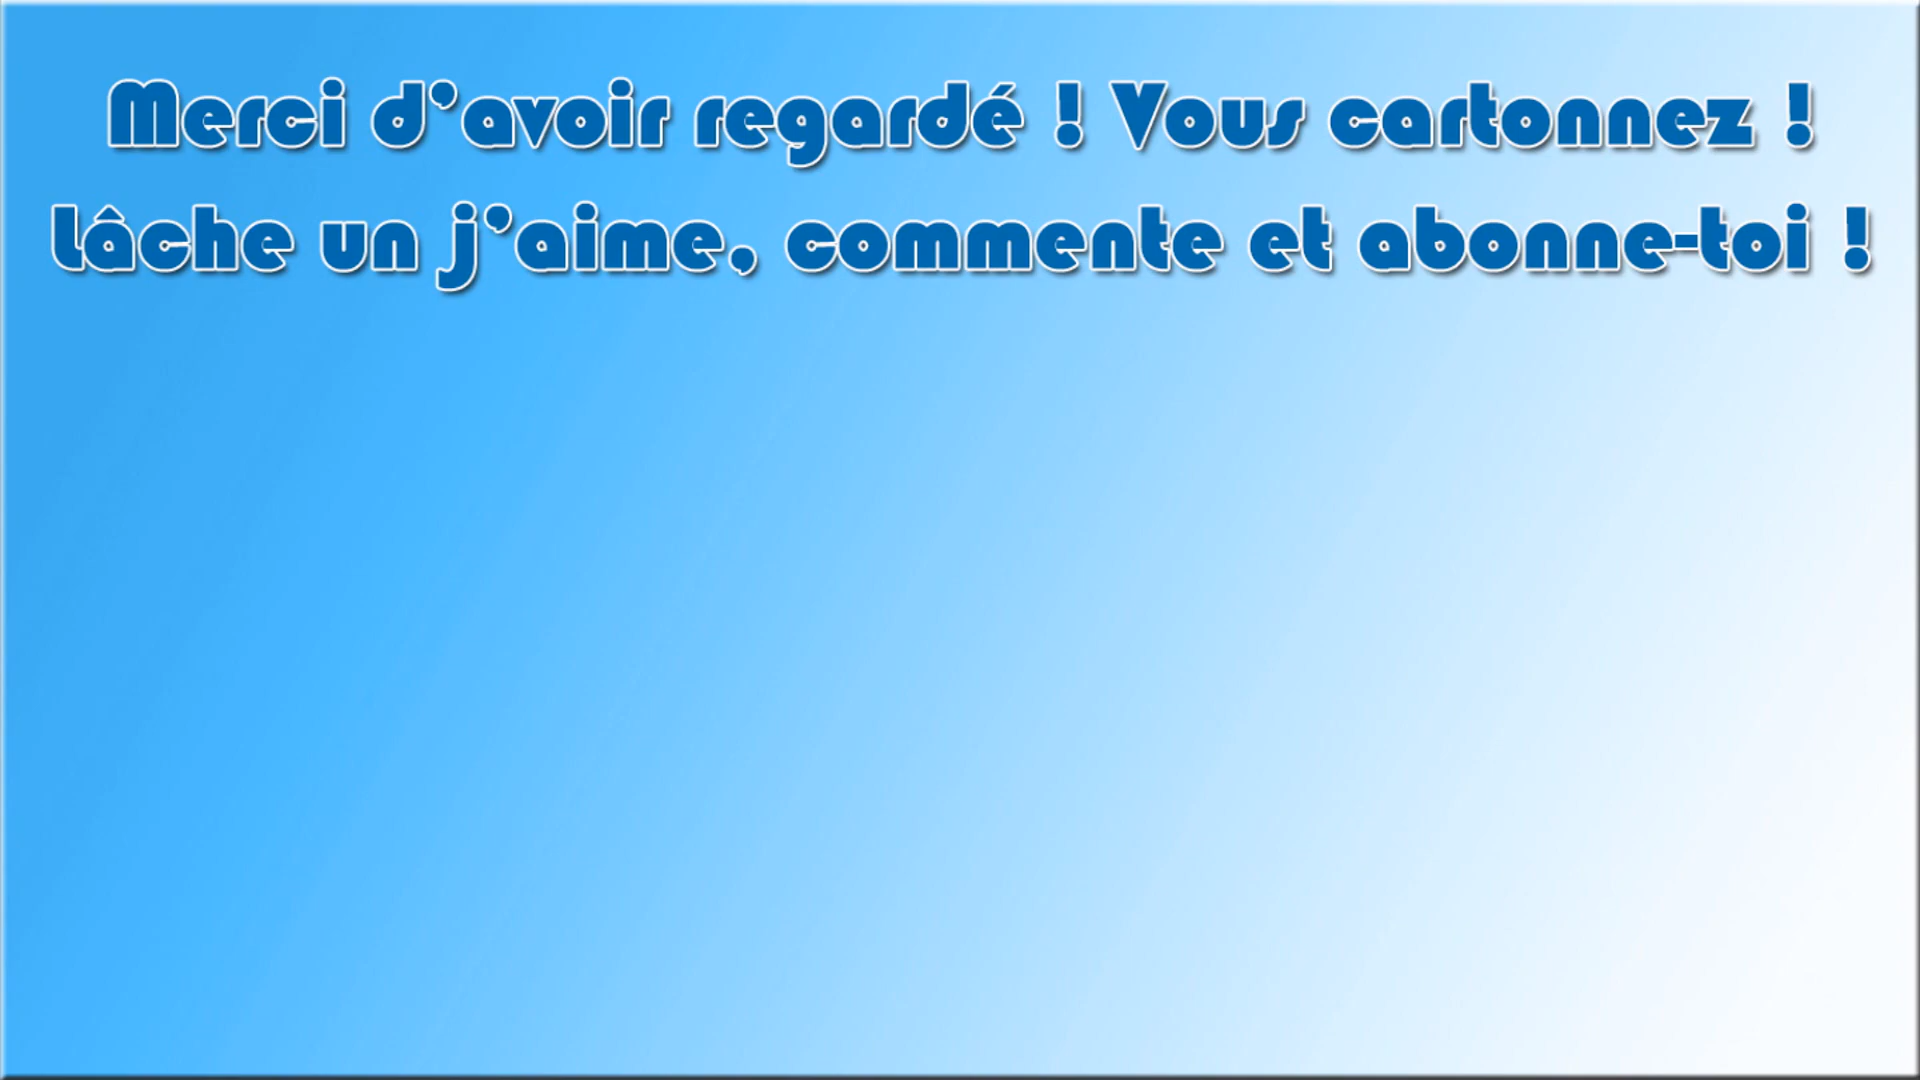 Merci d’avoir regardé ! Vous cartonnez !
Lâche un j’aime, commente et abonne-toi !